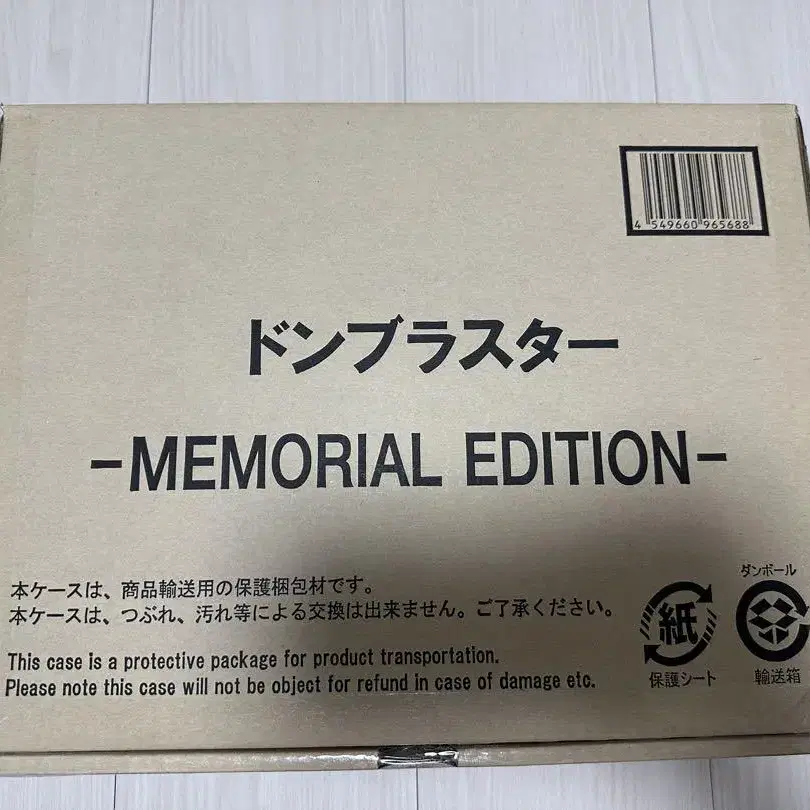 4 549660 965688
ドンブラスター
-MEMORIAL EDITION-
本ケースは、商品輸送用の保護梱包材です。
本ケースは、つぶれ、汚れ等による交換は出来ません。ご了承ください。
This case is a protective package for product transportation.
Please note this case will not be object for refund in case of damage etc.
紙
保護シート
ダンボール
輸送箱